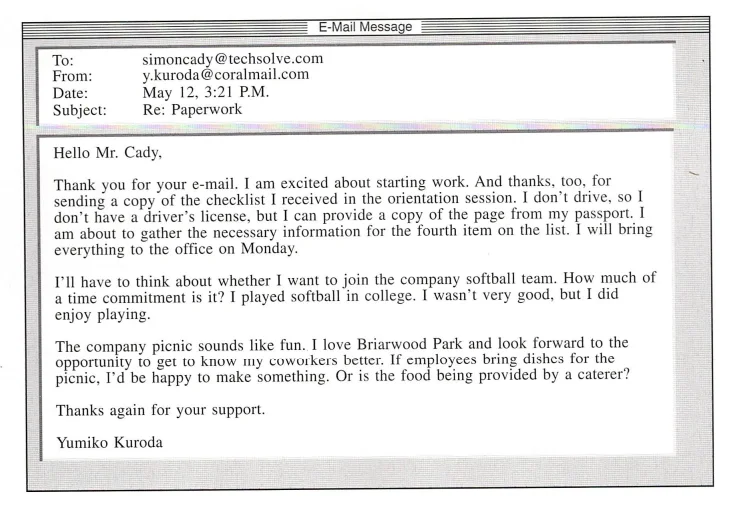 E-Mail Message
To: simoncady@techsolve.com
From: y.kuroda@coralmail.com
Date: May 12, 3:21 P.M.
Subject: Re: Paperwork
Hello Mr. Cady,
Thank you for your e-mail. I am excited about starting work. And thanks, too, for
sending a copy of the checklist I received in the orientation session. I don't drive, so I
don't have a driver's license, but I can provide a copy of the page from my passport. I
am about to gather the necessary information for the fourth item on the list. I will bring
everything to the office on Monday.
I'll have to think about whether I want to join the company softball team. How much of
a time commitment is it? I played softball in college. I wasn't very good, but I did
enjoy playing.
The company picnic sounds like fun. I love Briarwood Park and look forward to the
opportunity to get to know my coworkers better. If employees bring dishes for the
picnic, I'd be happy to make something. Or is the food being provided by a caterer?
Thanks again for your support.
Yumiko Kuroda